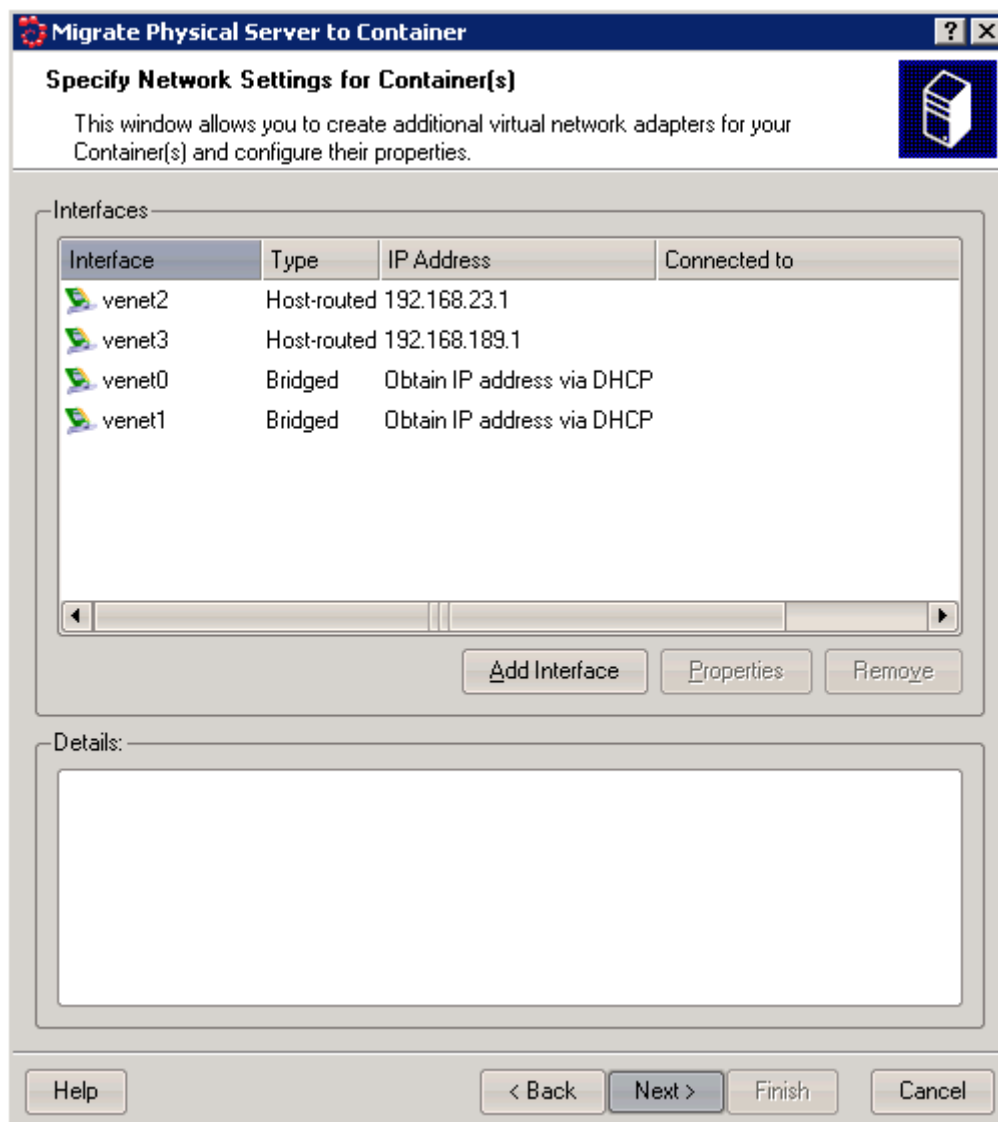 Migrate Physical Server to Container
Specify Network Settings for Container(s)
This window allows you to create additional virtual network adapters for your
Container(s) and configure their properties.
Interfaces
Interface Type IP Address Connected to
venet2 Host-routed 192.168.23.1
venet3 Host-routed 192.168.189.1
venet0 Bridged Obtain IP address via DHCP
venet1 Bridged Obtain IP address via DHCP
Add Interface Properties Remove
Details:
Help < Back Next > Finish Cancel